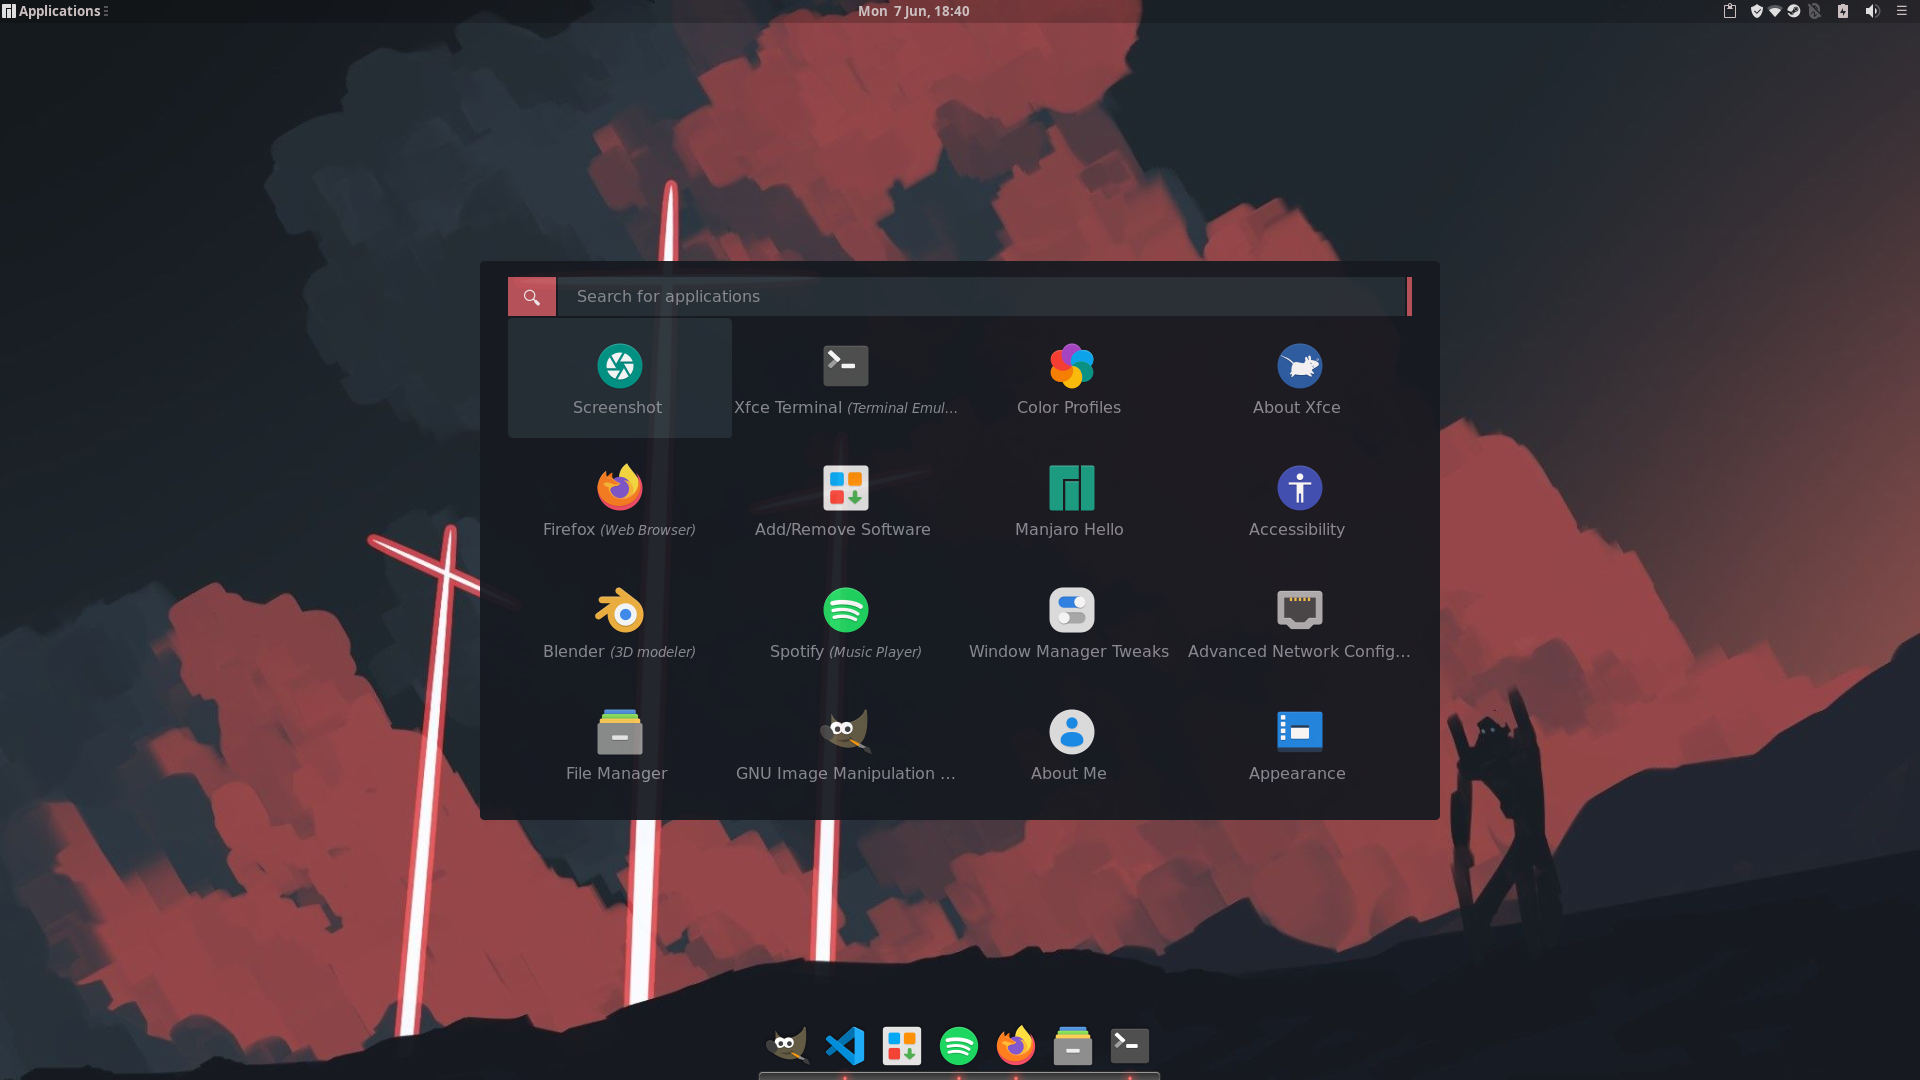 Applications
Mon 7 Jun, 18:40
Search for applications
Screenshot
Xfce Terminal (Terminal Emul...
Color Profiles
About Xfce
Firefox (Web Browser)
Add/Remove Software
Manjaro Hello
Accessibility
Blender (3D modeler)
Spotify (Music Player)
Window Manager Tweaks
Advanced Network Config...
File Manager
GNU Image Manipulation ...
About Me
Appearance